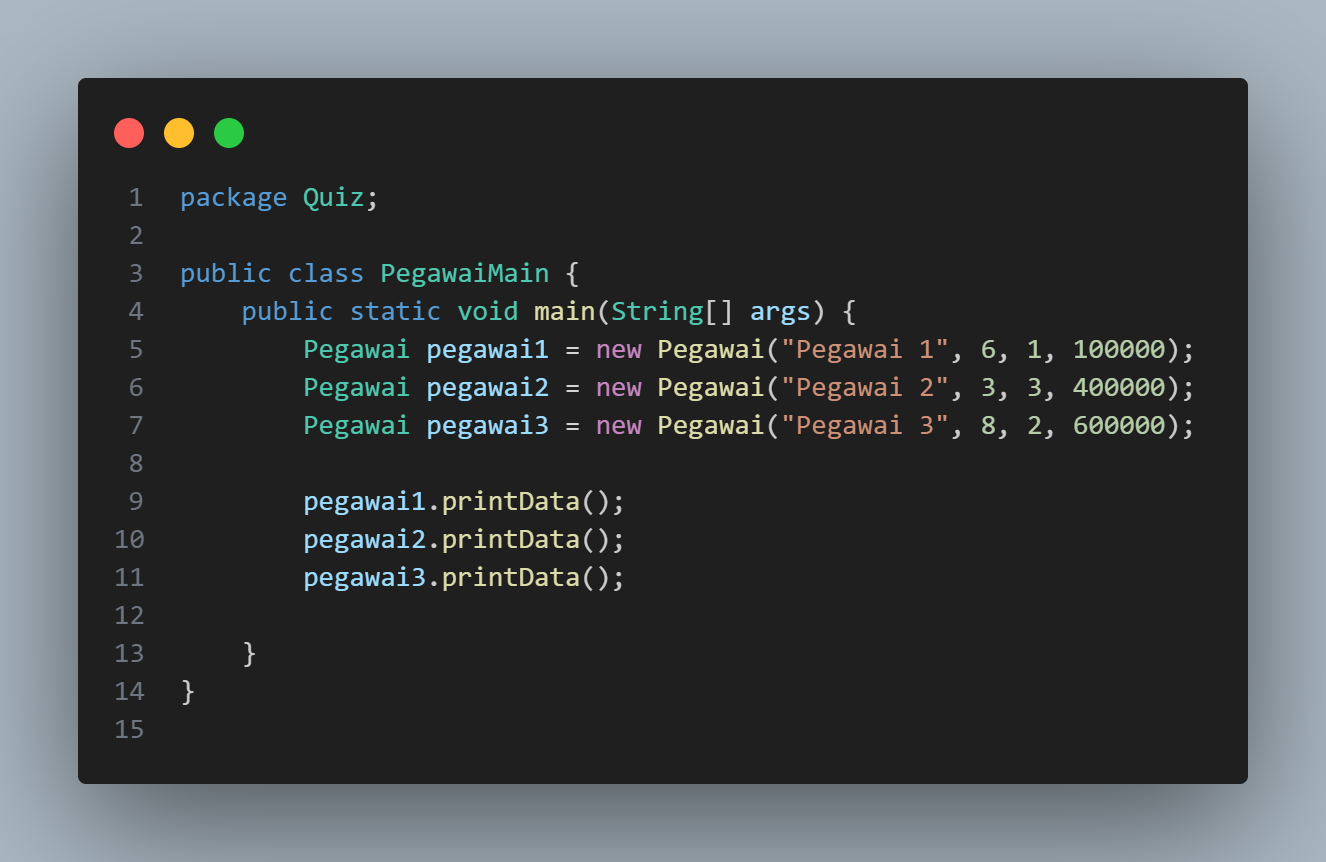 1 package Quiz;
2
3 public class PegawaiMain {
4     public static void main(String[] args) {
5         Pegawai pegawai1 = new Pegawai("Pegawai 1", 6, 1, 100000);
6         Pegawai pegawai2 = new Pegawai("Pegawai 2", 3, 3, 400000);
7         Pegawai pegawai3 = new Pegawai("Pegawai 3", 8, 2, 600000);
8
9         pegawai1.printData();
10         pegawai2.printData();
11         pegawai3.printData();
12
13     }
14 }
15